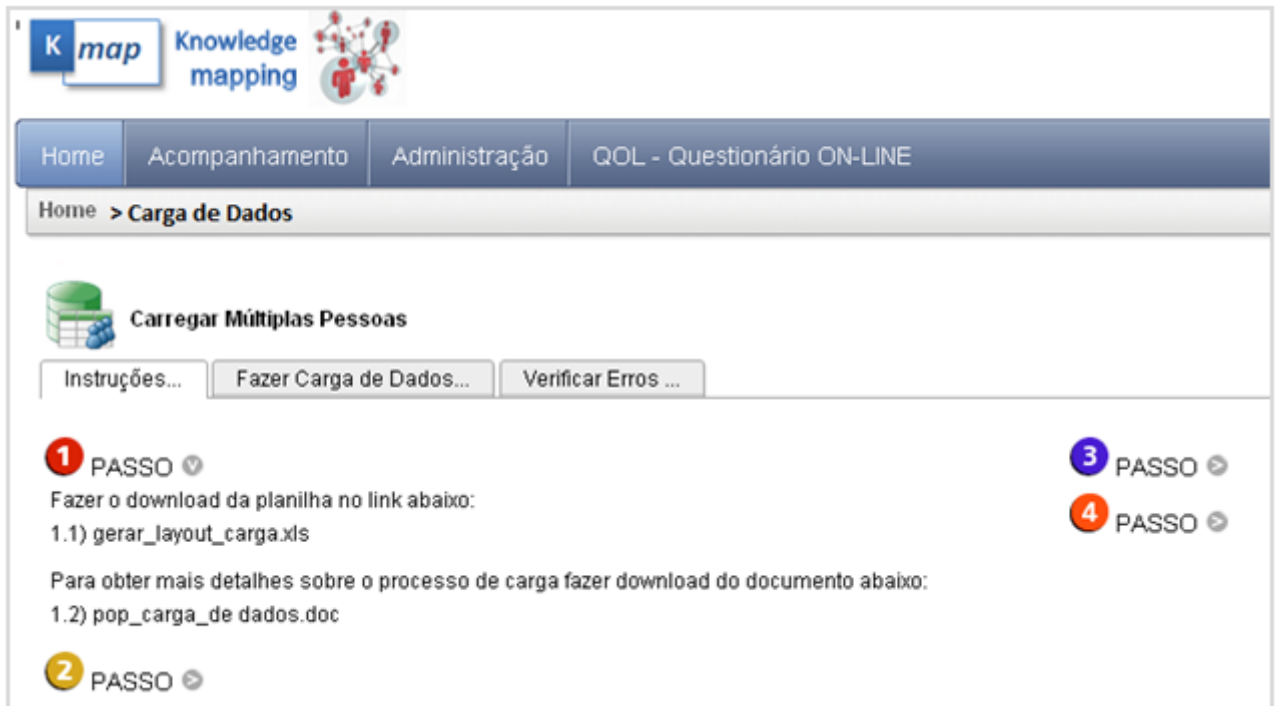 K map Knowledge
mapping
Home Acompanhamento Administração QOL - Questionário ON-LINE
Home > Carga de Dados
Carregar Múltiplas Pessoas
Instruções... Fazer Carga de Dados... Verificar Erros ...
1 PASSO
Fazer o download da planilha no link abaixo:
1.1) gerar_layout_carga.xls
Para obter mais detalhes sobre o processo de carga fazer download do documento abaixo:
1.2) pop_carga_de dados.doc
2 PASSO
3 PASSO
4 PASSO